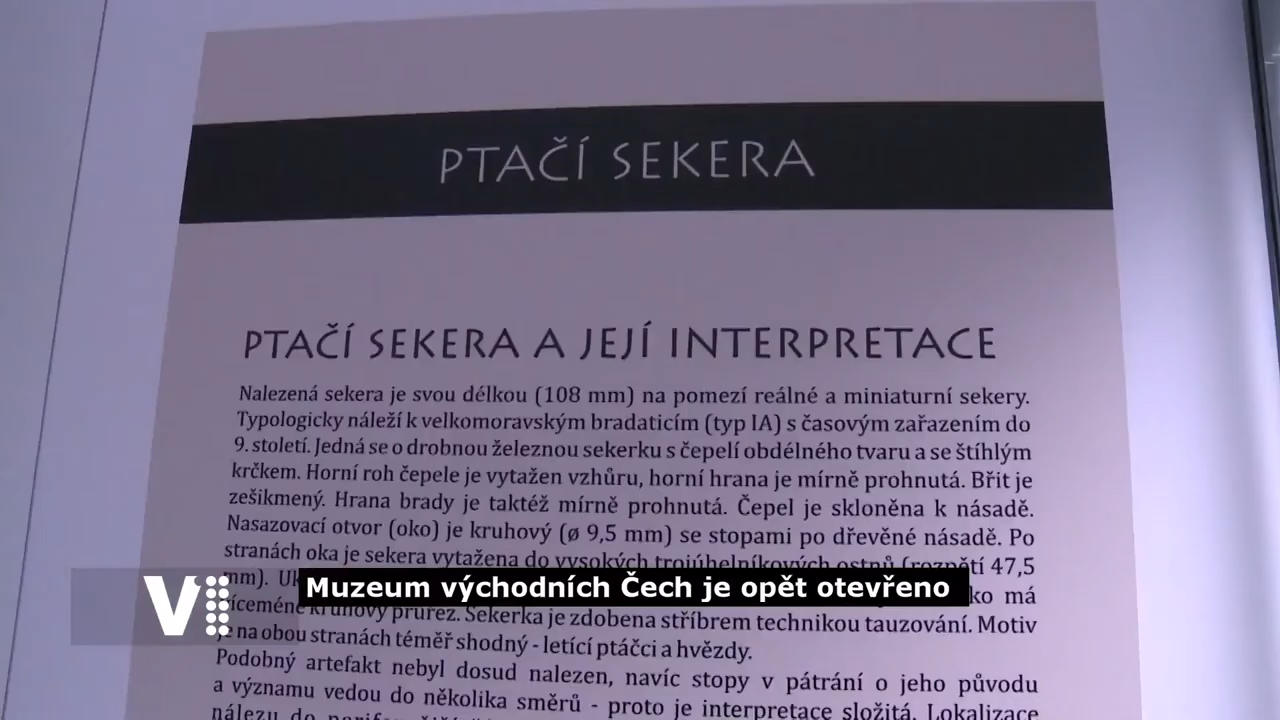 PTAČÍ SEKERA
PTAČÍ SEKERA A JEJÍ INTERPRETACE
Nalezená sekera je svou délkou (108 mm) na pomezí reálné a miniaturní sekery.
Typologicky náleží k velkomoravským bradaticím (typ IA) s časovým zařazením do
9. století. Jedná se o drobnou železnou sekerku s čepelí obdélného tvaru a se štíhlým
krčkem. Horní roh čepele je vytažen vzhůru, horní hrana je mírně prohnutá. Břit je
zešikmený. Hrana brady je taktéž mírně prohnutá. Čepel je skloněna k násadě.
Nasazovací otvor (oko) je kruhový (ø 9,5 mm) se stopami po dřevěné násadě. Po
stranách oka je sekera vytažena do vysokých trojúhelníkových ostnů (rozpětí 47,5
mm).
Muzeum východních Čech je opět otevřeno
má
V
kruhový průřez. Sekerka je zdobena stříbrem technikou tauzování. Motiv
je na obou stranách téměř shodný - letící ptáčci a hvězdy.
Podobný artefakt nebyl dosud nalezen, navíc stopy v pátrání o jeho původu
a významu vedou do několika směrů - proto je interpretace složitá. Lokalizace
nálezu do